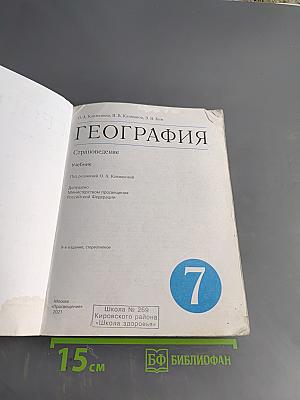 О. А. Климанова, В. В. Климанов, Э. В. Ким
ГЕОГРАФИЯ
Страноведение
Учебник
Под редакцией О. А. Климановой
Допущено
Министерством просвещения
Российской Федерации
9-е издание, стереотипное
7
Москва
«Просвещение»
2021
Школа № 269
Кировского района
«Школа здоровья»
15 см
БФ БИБЛИОФАН